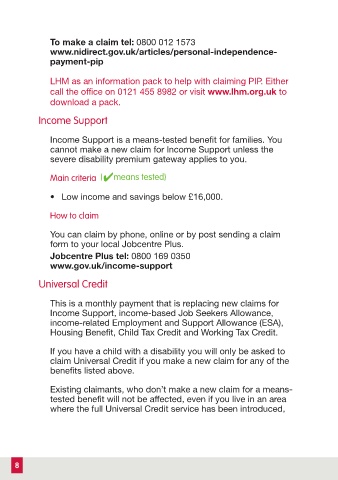 To make a claim tel: 0800 012 1573
www.nidirect.gov.uk/articles/personal-independence-
payment-pip
LHM as an information pack to help with claiming PIP. Either
call the office on 0121 455 8982 or visit www.lhm.org.uk to
download a pack.
Income Support
Income Support is a means-tested benefit for families. You
cannot make a new claim for Income Support unless the
severe disability premium gateway applies to you.
Main criteria (✔means tested)
• Low income and savings below £16,000.
How to claim
You can claim by phone, online or by post sending a claim
form to your local Jobcentre Plus.
Jobcentre Plus tel: 0800 169 0350
www.gov.uk/income-support
Universal Credit
This is a monthly payment that is replacing new claims for
Income Support, income-based Job Seekers Allowance,
income-related Employment and Support Allowance (ESA),
Housing Benefit, Child Tax Credit and Working Tax Credit.
If you have a child with a disability you will only be asked to
claim Universal Credit if you make a new claim for any of the
benefits listed above.
Existing claimants, who don't make a new claim for a means-
tested benefit will not be affected, even if you live in an area
where the full Universal Credit service has been introduced,
8